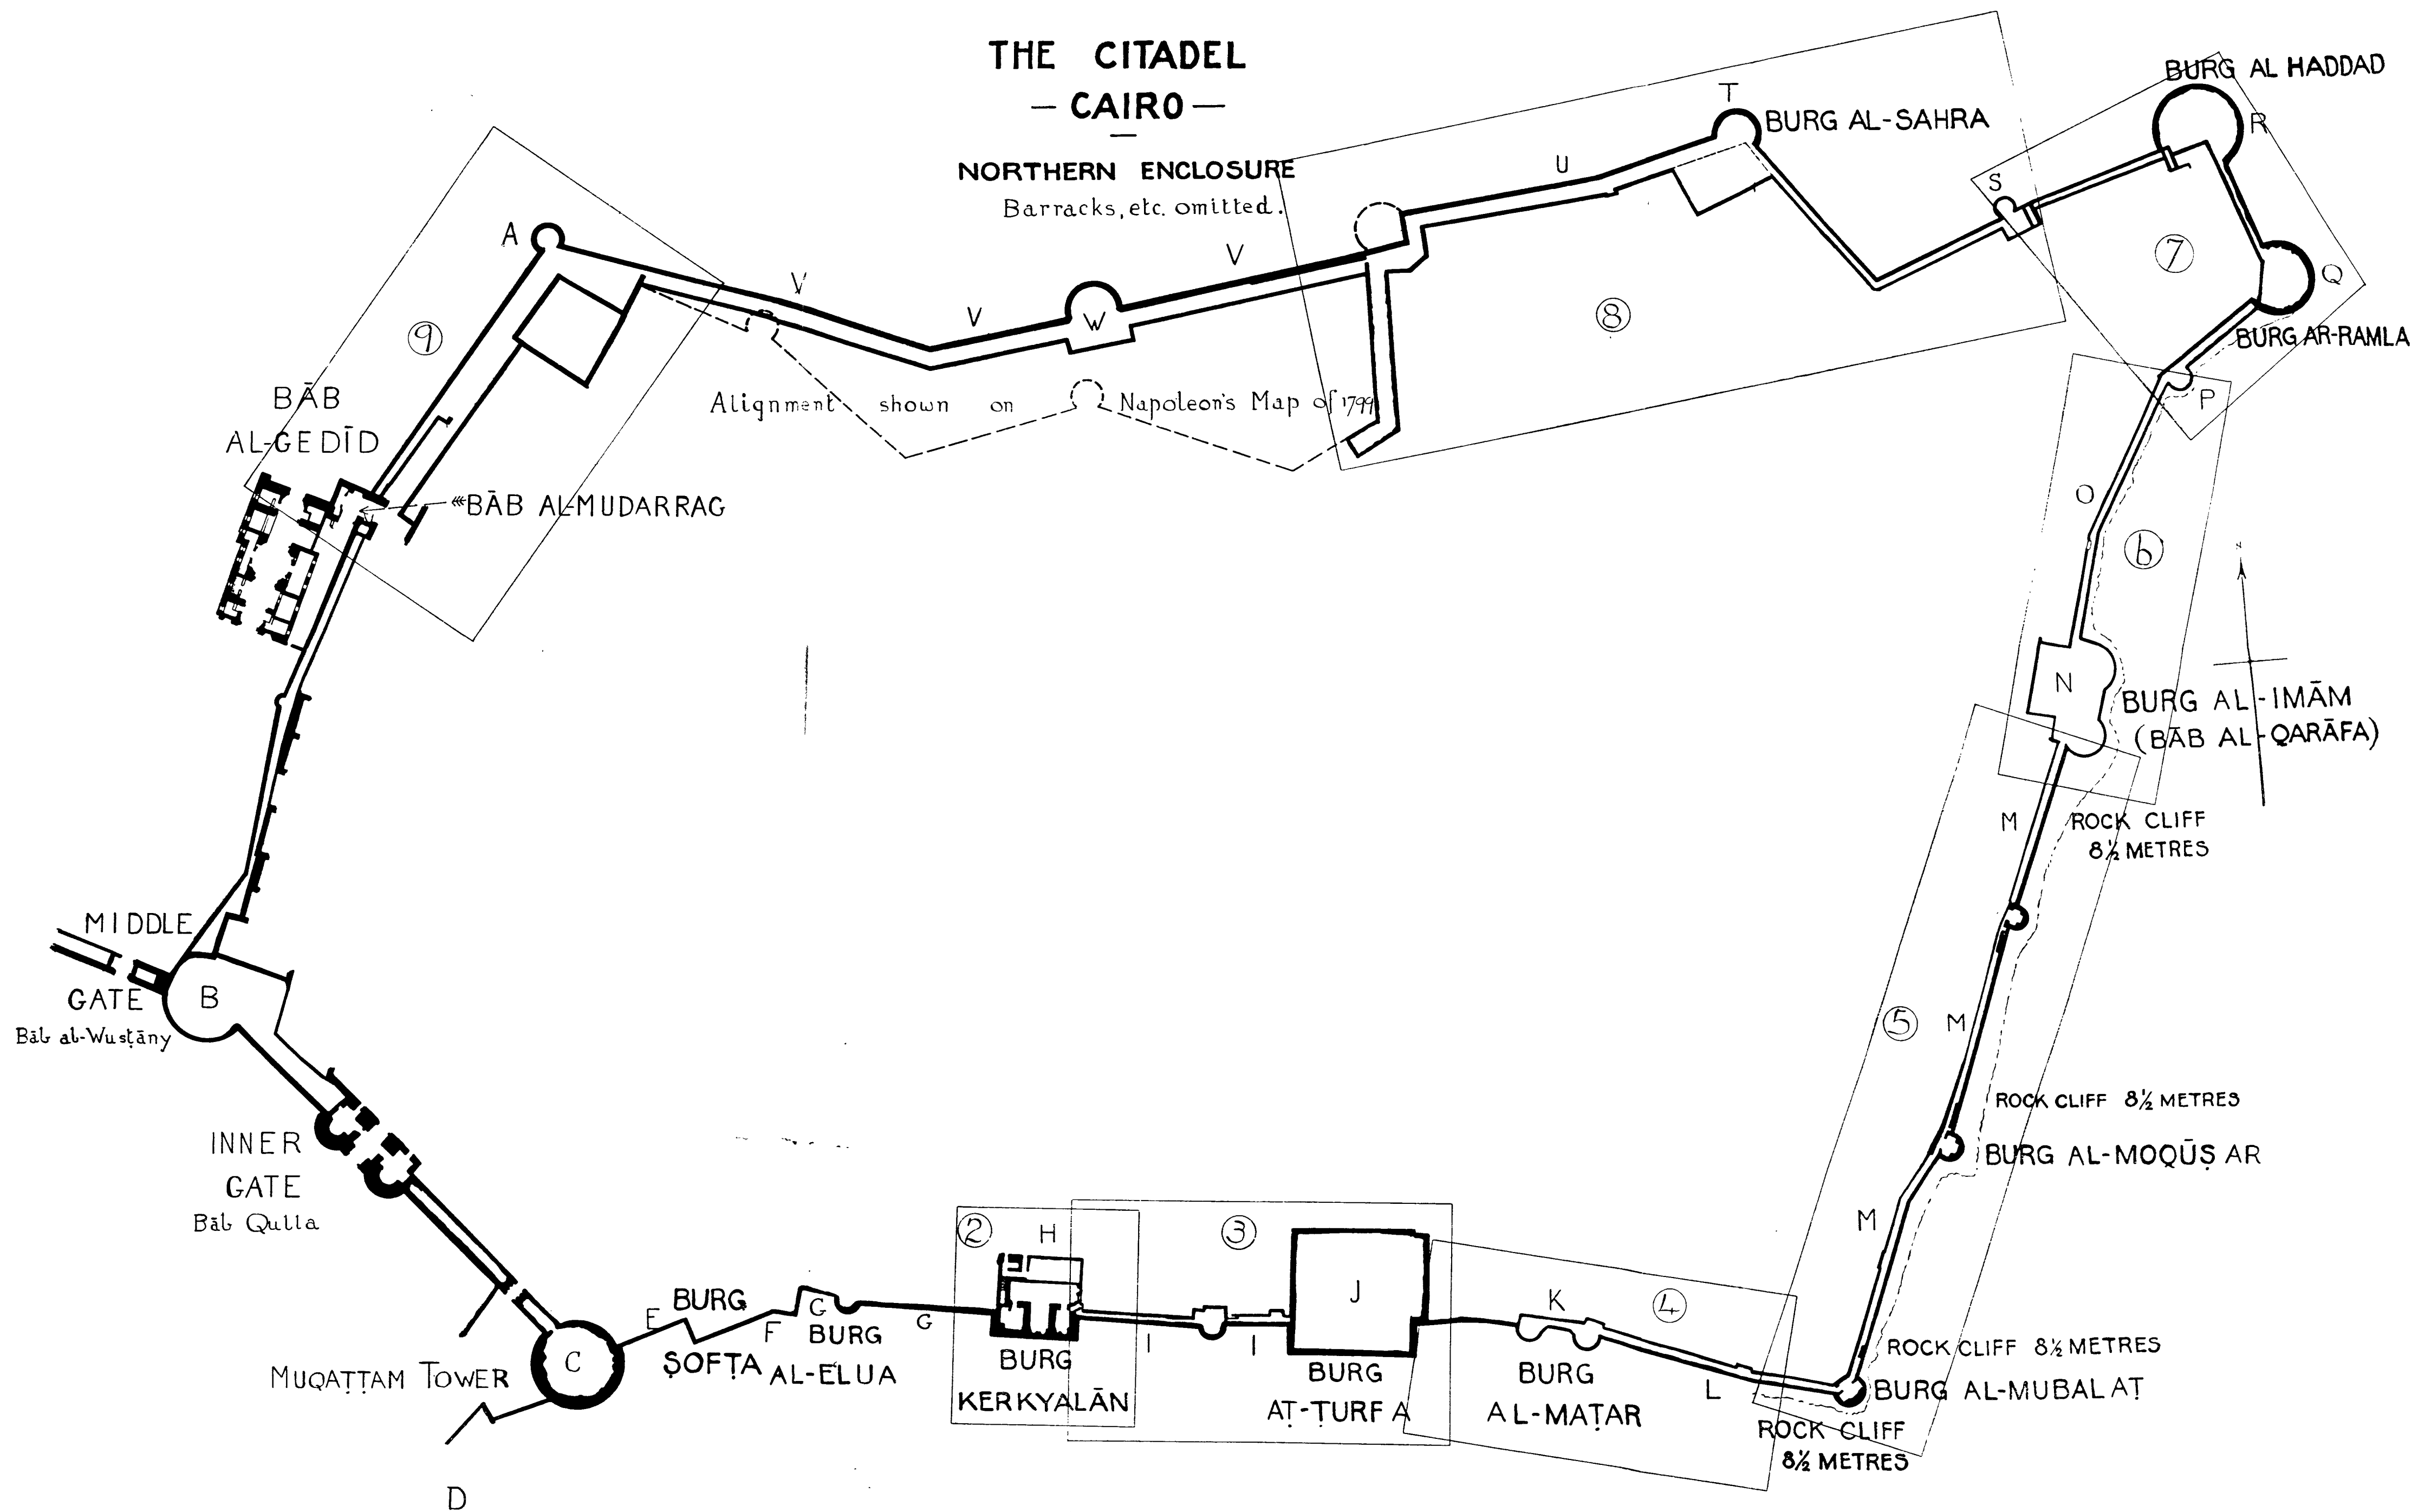 THE CITADEL
— CAIRO —
NORTHERN ENCLOSURE
Barracks, etc. omitted.
BURG AL HADDAD
R
T
BURG AL-SAHRA
U
S
7
Q
BURG AR-RAMLA
P
A
V
V
V
W
8
9
Alignment shown on Napoleon's Map of 1799
BĀB
AL-GEDĪD
BĀB AL-MUDARRAG
O
6
N
N
BURG AL-IMĀM
(BĀB AL-QARĀFA)
M
ROCK CLIFF
8½ METRES
MIDDLE
GATE
Bāb al-Wusṭāny
B
5
M
ROCK CLIFF 8½ METRES
BURG AL-MOQŪṢAR
M
INNER
GATE
Bāb Qulla
2
H
3
J
K
4
E
BURG
ṢOFṬA
F
G
BURG
AL-ELUA
G
I
I
BURG
KERKYALĀN
BURG
AṬ-ṬURFA
BURG
AL-MAṬAR
L
ROCK CLIFF 8½ METRES
BURG AL-MUBALAṬ
ROCK CLIFF
8½ METRES
MUQAṬṬAM TOWER
C
D